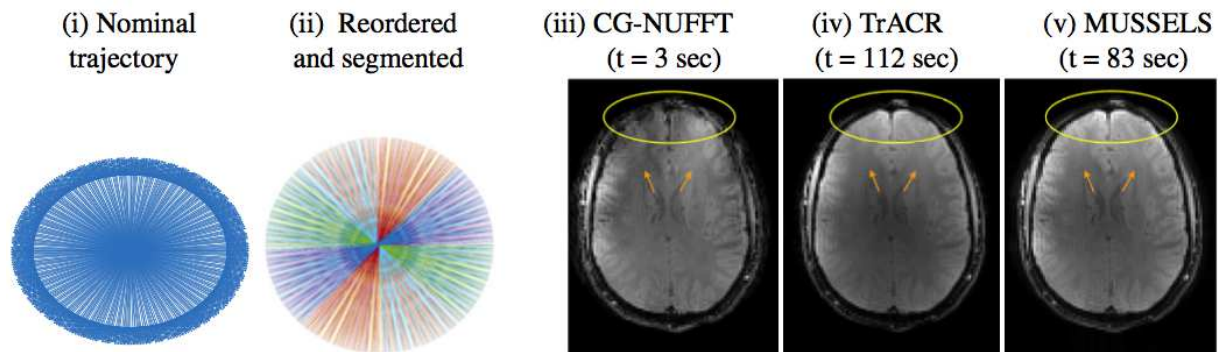 (i) Nominal
trajectory
(ii) Reordered
and segmented
(iii) CG-NUFFT
(t = 3 sec)
(iv) TrACR
(t = 112 sec)
(v) MUSSELS
(t = 83 sec)